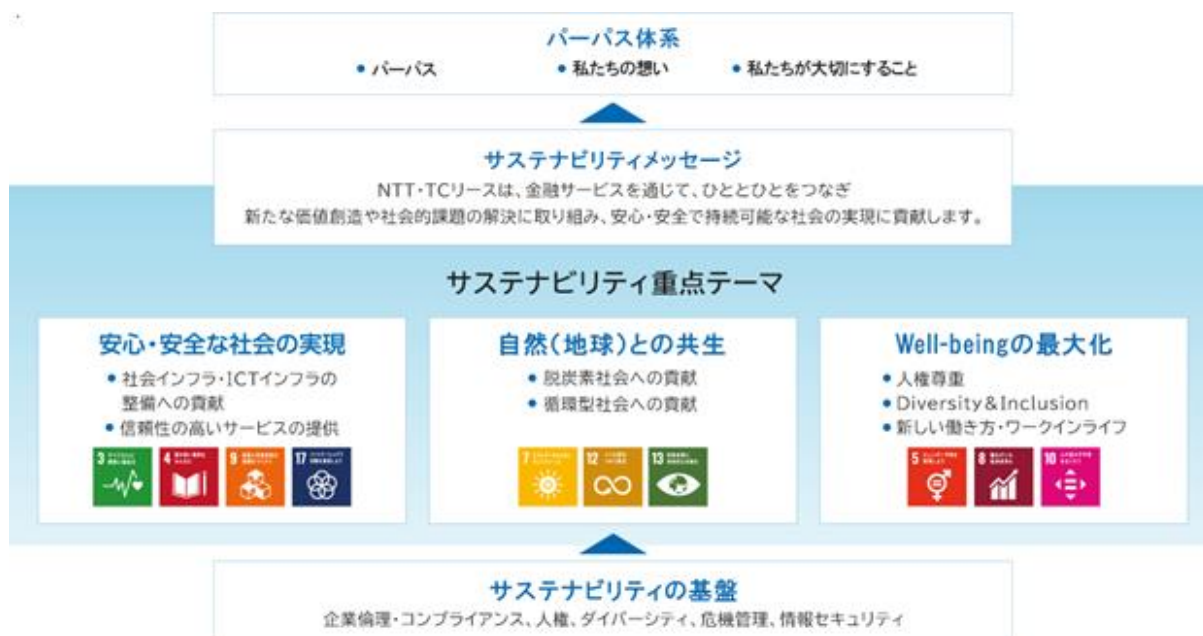 パーパス体系
• パーパス
• 私たちの想い
• 私たちが大切にすること
サステナビリティメッセージ
NTT・TCリースは、金融サービスを通じて、ひととひとをつなぎ
新たな価値創造や社会的課題の解決に取り組み、安心・安全で持続可能な社会の実現に貢献します。
サステナビリティ重点テーマ
安心・安全な社会の実現
• 社会インフラ・ICTインフラの
整備への貢献
• 信頼性の高いサービスの提供
3
4
9
17
自然(地球)との共生
• 脱炭素社会への貢献
• 循環型社会への貢献
7
12
13
Well-beingの最大化
• 人権尊重
• Diversity&Inclusion
• 新しい働き方・ワークインライフ
5
8
10
サステナビリティの基盤
企業倫理・コンプライアンス、人権、ダイバーシティ、危機管理、情報セキュリティ